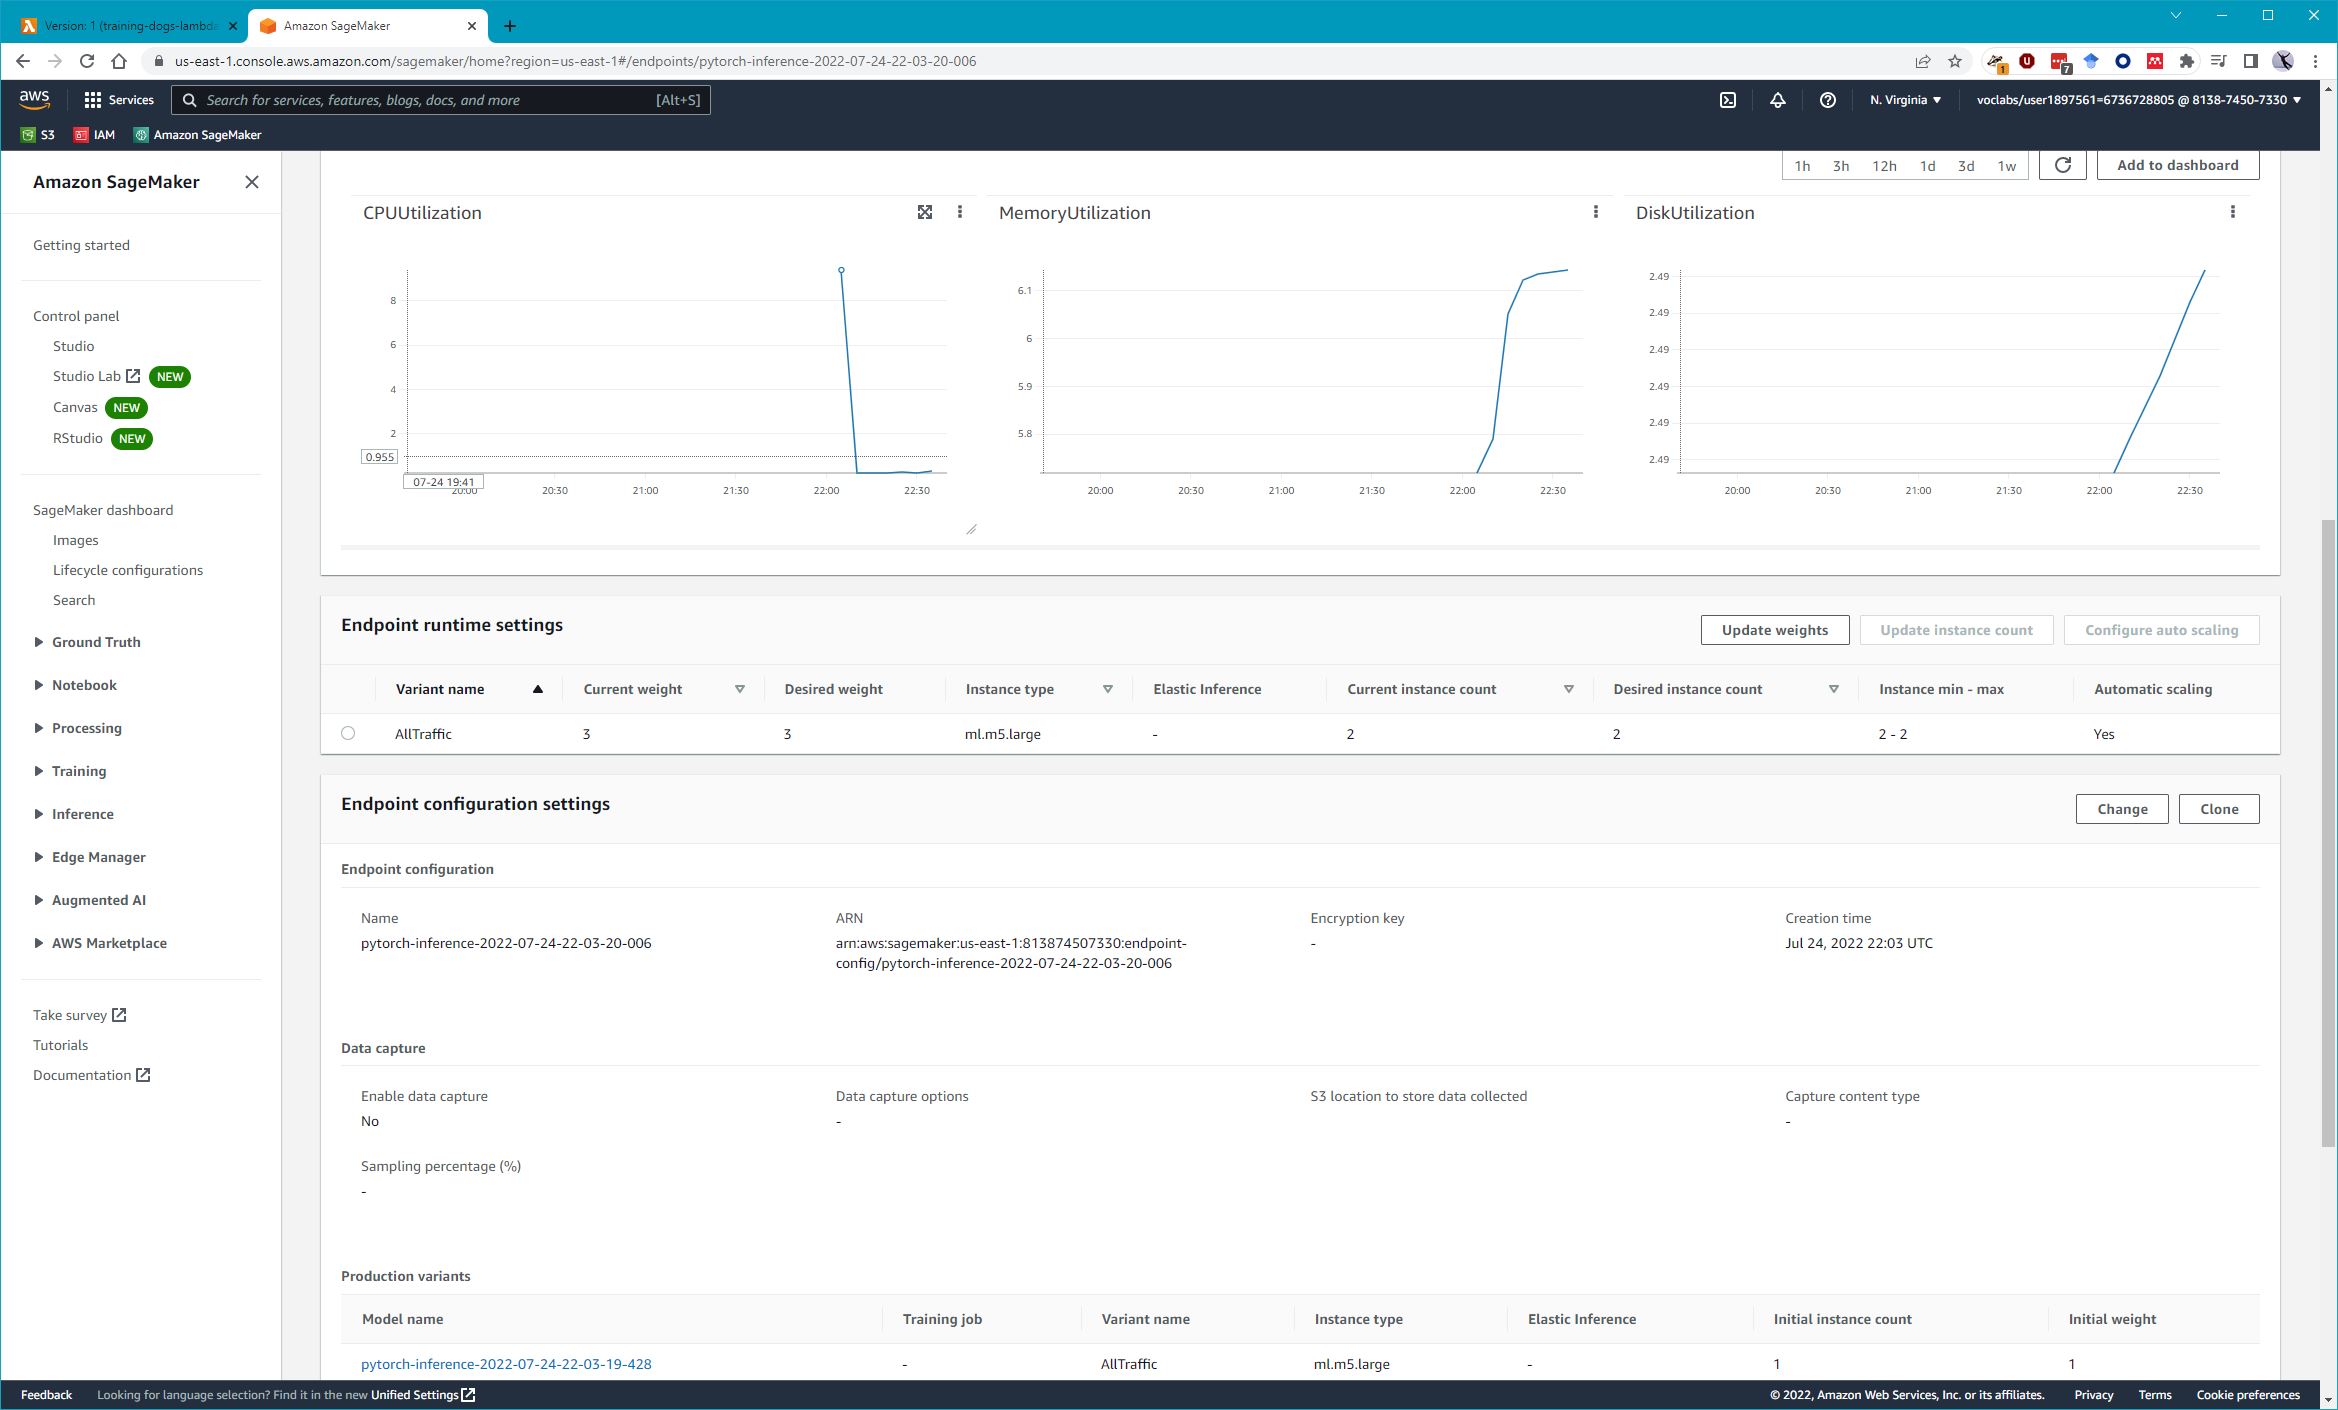 Version: 1 (training-dogs-lambda
Amazon SageMaker
us-east-1.console.aws.amazon.com/sagemaker/home?region=us-east-1#/endpoints/pytorch-inference-2022-07-24-22-03-20-006
1
7
aws
Services
Search for services, features, blogs, docs, and more
[Alt+S]
N. Virginia
voclabs/user1897561=6736728805 @ 8138-7450-7330
S3
IAM
Amazon SageMaker
Amazon SageMaker
Getting started
Control panel
Studio
Studio Lab NEW
Canvas NEW
RStudio NEW
SageMaker dashboard
Images
Lifecycle configurations
Search
Ground Truth
Notebook
Processing
Training
Inference
Edge Manager
Augmented AI
AWS Marketplace
Take survey
Tutorials
Documentation
1h 3h 12h 1d 3d 1w
Add to dashboard
CPUUtilization
8
6
4
2
0.955
07-24 19:41
20:00 20:30 21:00 21:30 22:00 22:30
MemoryUtilization
6.1
6
5.9
5.8
20:00 20:30 21:00 21:30 22:00 22:30
DiskUtilization
2.49
2.49
2.49
2.49
2.49
2.49
20:00 20:30 21:00 21:30 22:00 22:30
Endpoint runtime settings
Update weights
Update instance count
Configure auto scaling
Variant name Current weight Desired weight Instance type Elastic Inference Current instance count Desired instance count Instance min - max Automatic scaling
AllTraffic 3 3 ml.m5.large - 2 2 2 - 2 Yes
Endpoint configuration settings
Change
Clone
Endpoint configuration
Name
pytorch-inference-2022-07-24-22-03-20-006
ARN
arn:aws:sagemaker:us-east-1:813874507330:endpoint-
config/pytorch-inference-2022-07-24-22-03-20-006
Encryption key
-
Creation time
Jul 24, 2022 22:03 UTC
Data capture
Enable data capture
No
Data capture options
-
S3 location to store data collected
Capture content type
-
Sampling percentage (%)
-
Production variants
Model name Training job Variant name Instance type Elastic Inference Initial instance count Initial weight
pytorch-inference-2022-07-24-22-03-19-428 - AllTraffic ml.m5.large - 1 1
Feedback
Looking for language selection? Find it in the new Unified Settings
© 2022, Amazon Web Services, Inc. or its affiliates.
Privacy
Terms
Cookie preferences